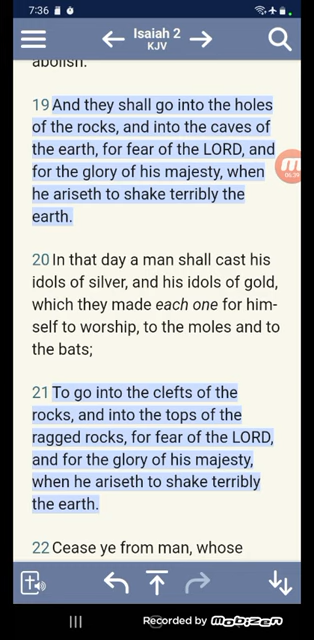 7:36
Isaiah 2
KJV
abolish.
19 And they shall go into the holes
of the rocks, and into the caves of
the earth, for fear of the LORD, and
for the glory of his majesty, when
he ariseth to shake terribly the
earth.
20 In that day a man shall cast his
idols of silver, and his idols of gold,
which they made each one for him-
self to worship, to the moles and to
the bats;
21 To go into the clefts of the
rocks, and into the tops of the
ragged rocks, for fear of the LORD,
and for the glory of his majesty,
when he ariseth to shake terribly
the earth.
22 Cease ye from man, whose
Recorded by mobizen